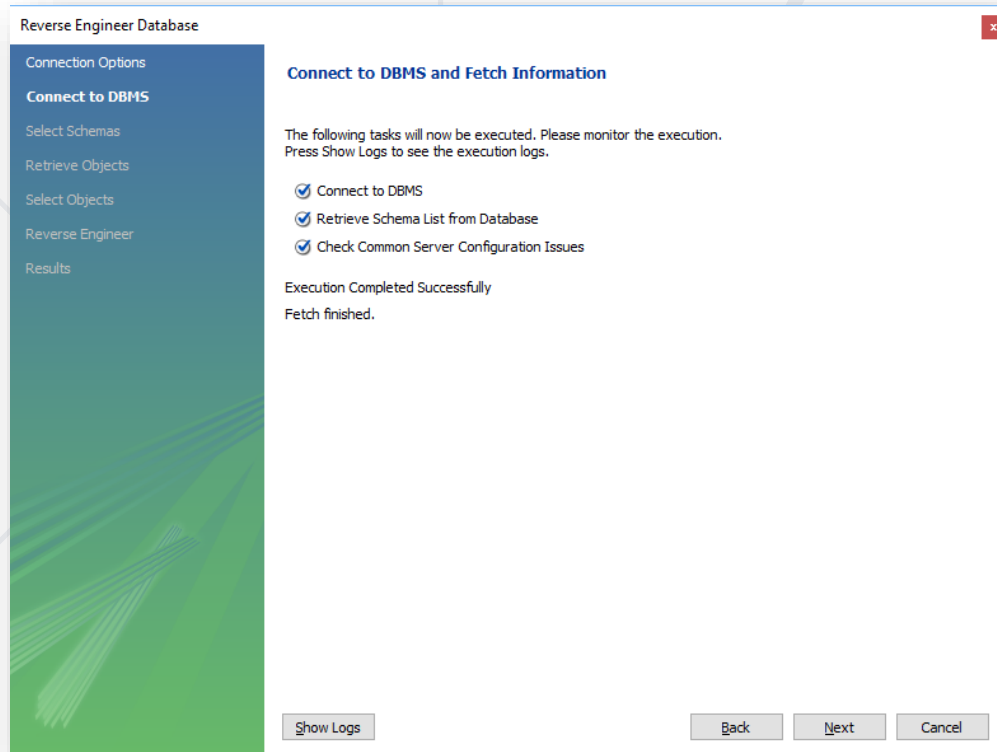 Reverse Engineer Database
x
Connection Options
Connect to DBMS
Select Schemas
Retrieve Objects
Select Objects
Reverse Engineer
Results
Connect to DBMS and Fetch Information
The following tasks will now be executed. Please monitor the execution.
Press Show Logs to see the execution logs.
Connect to DBMS
Retrieve Schema List from Database
Check Common Server Configuration Issues
Execution Completed Successfully
Fetch finished.
Show Logs
Back
Next
Cancel